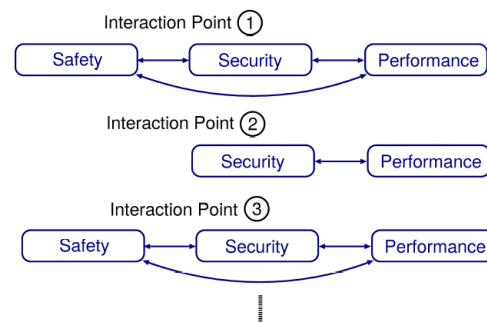 Interaction Point 1
Safety Security Performance
Interaction Point 2
Security Performance
Interaction Point 3
Safety Security Performance